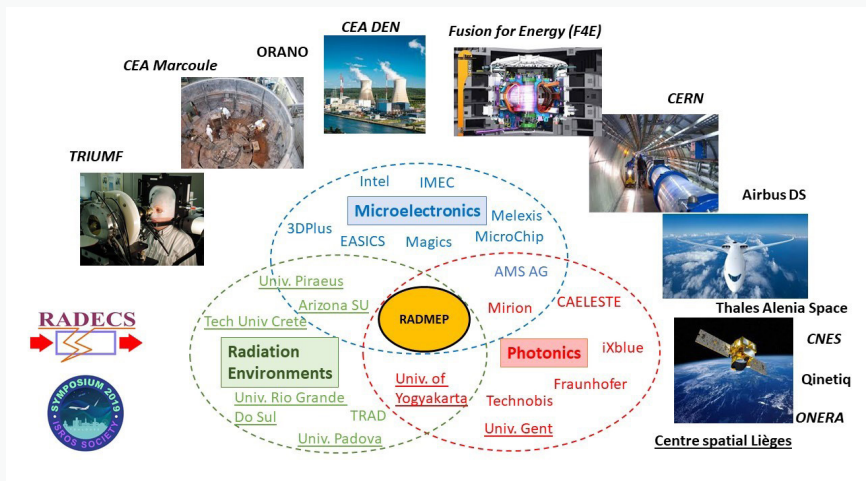 CEA DEN
Fusion for Energy (F4E)
ORANO
CEA Marcoule
CERN
TRIUMF
Airbus DS
Intel
IMEC
Microelectronics
Melexis
3DPlus
EASICS
Magics
MicroChip
AMS AG
Univ. Piraeus
Arizona SU
Tech Univ Crete
RADMEP
Mirion
CAELESTE
Thales Alenia Space
CNES
RADECS
Radiation
Environments
Photonics
iXblue
Qinetiq
Univ. of
Yogyakarta
Fraunhofer
Technobis
Univ. Rio Grande
Do Sul
TRAD
Univ. Gent
ONERA
Univ. Padova
Centre spatial Lièges
SYMPOSIUM 2019
ISROS SOCIETY